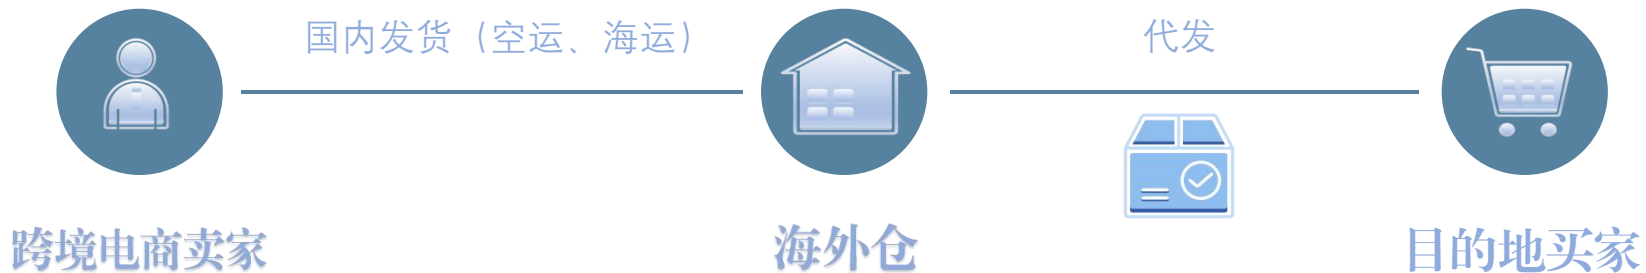 国内发货（空运、海运）
代发
跨境电商卖家
海外仓
目的地买家